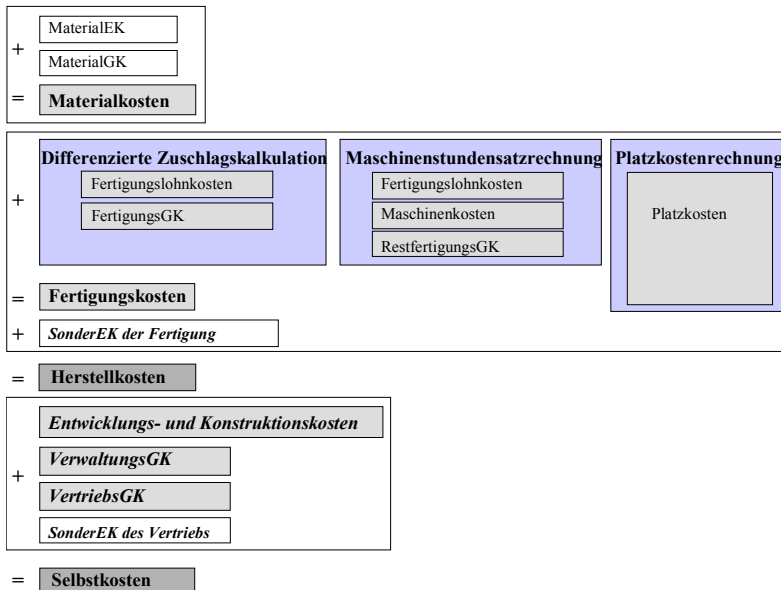 MaterialEK
+
MaterialGK
= Materialkosten
Differenzierte Zuschlagskalkulation
Fertigungslohnkosten
FertigungsGK
Maschinenstundensatzrechnung
Fertigungslohnkosten
Maschinenkosten
RestfertigungsGK
Platzkostenrechnung
Platzkosten
+
= Fertigungskosten
+ SonderEK der Fertigung
= Herstellkosten
Entwicklungs- und Konstruktionskosten
VerwaltungsGK
+
VertriebsGK
SonderEK des Vertriebs
= Selbstkosten